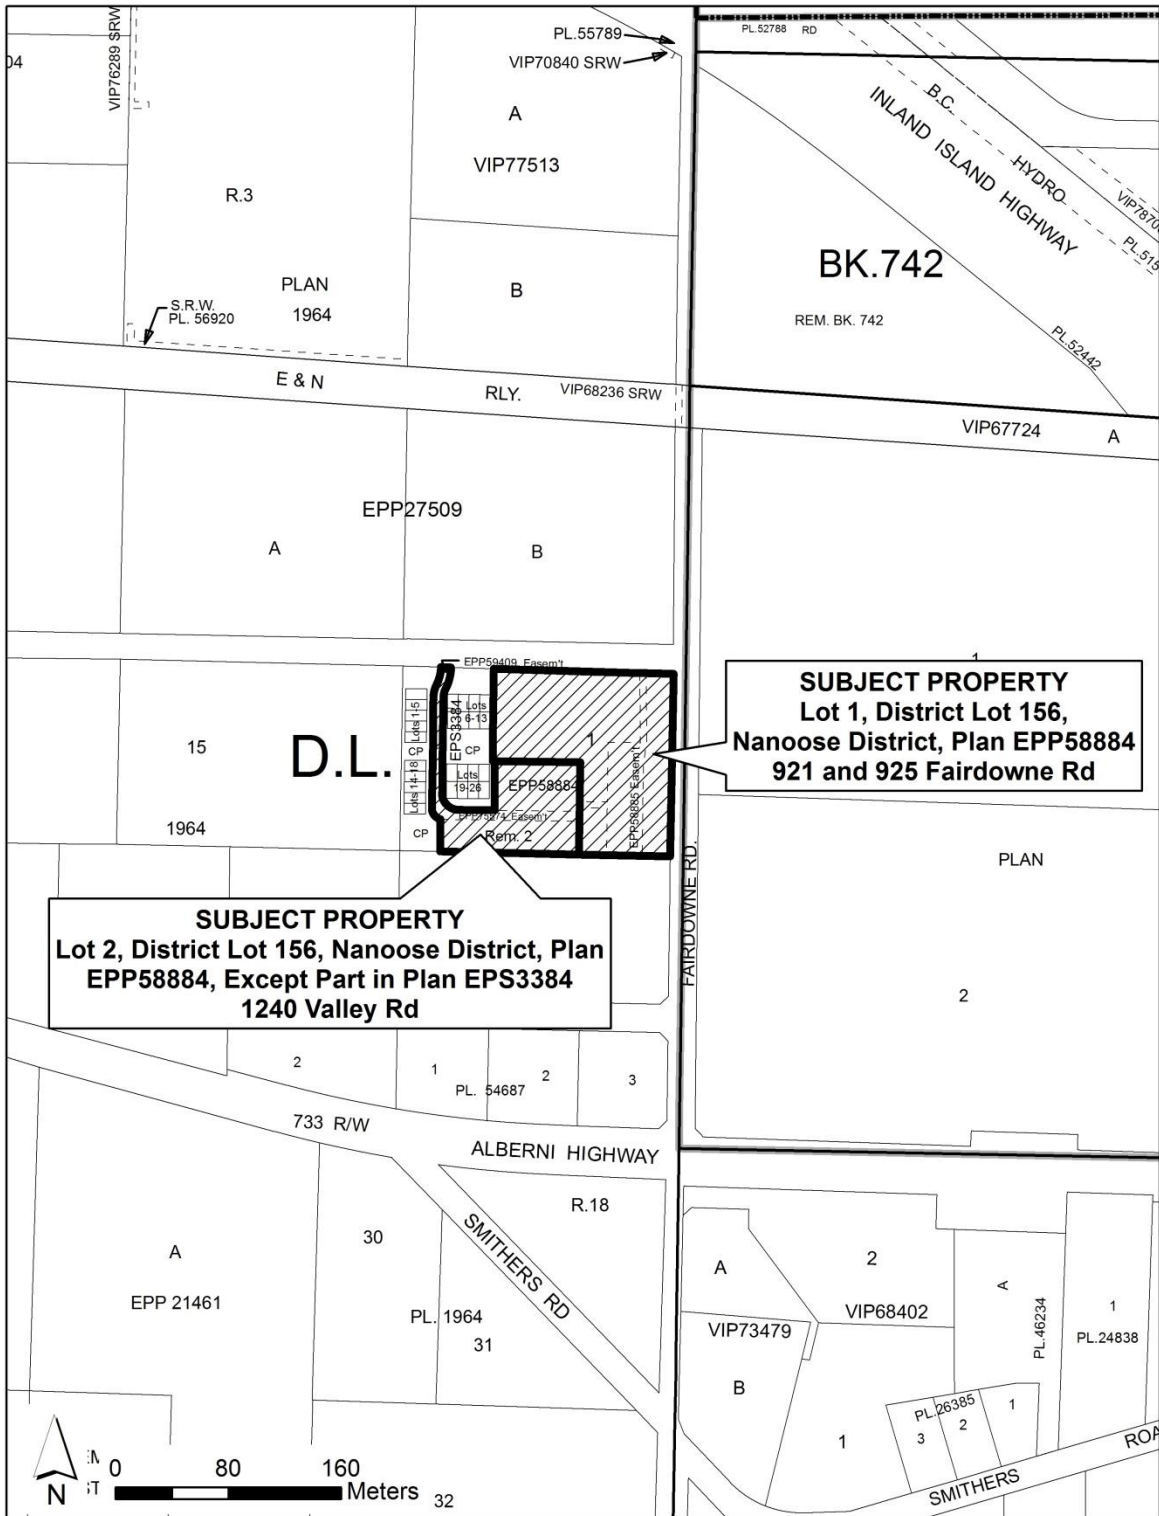 PL.55789
VIP70840 SRW
PL.52788 RD
04
VIP76289 SRW
A
VIP77513
R.3
B.C. HYDRO
INLAND ISLAND HIGHWAY
VIP7870
PL.515
BK.742
REM. BK. 742
PLAN
1964
B
S.R.W.
PL. 56920
PL.52442
E & N RLY.
VIP68236 SRW
VIP67724 A
EPP27509
A
B
EPP59409 Easem't
1
SUBJECT PROPERTY
Lot 1, District Lot 156,
Nanoose District, Plan EPP58884
921 and 925 Fairdowne Rd
15
D.L.
Lots 1-5
CP
Lots 14-18
CP
EPS3384
Lots
6-13
CP
Lots
19-26
1
EPP58884
EPP58885 Easem't
Rem. 2
1964
PLAN
FAIRDOWNE RD.
SUBJECT PROPERTY
Lot 2, District Lot 156, Nanoose District, Plan
EPP58884, Except Part in Plan EPS3384
1240 Valley Rd
2
2
1
2
3
PL. 54687
733 R/W
ALBERNI HIGHWAY
R.18
SMITHERS RD
30
A
EPP 21461
PL. 1964
31
A
2
VIP68402
VIP73479
A
PL.46234
1
PL.24838
B
1
PL.26385
3
2
1
SMITHERS ROA
N
0 80 160
Meters
32